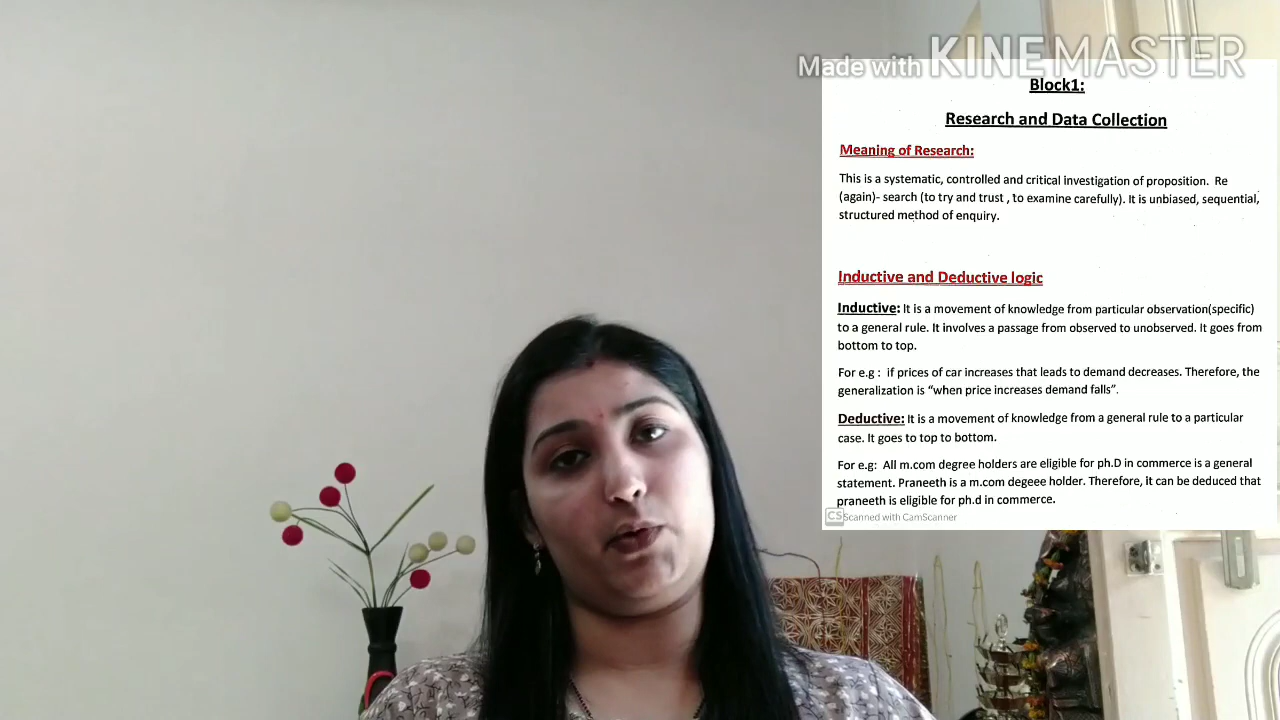 Made with KINEMASTER
Block1:
Research and Data Collection
Meaning of Research:
This is a systematic, controlled and critical investigation of proposition. Re
(again)- search (to try and trust , to examine carefully). It is unbiased, sequential,
structured method of enquiry.
Inductive and Deductive logic
Inductive: It is a movement of knowledge from particular observation(specific)
to a general rule. It involves a passage from observed to unobserved. It goes from
bottom to top.
For e.g : if prices of car increases that leads to demand decreases. Therefore, the
generalization is “when price increases demand falls”.
Deductive: It is a movement of knowledge from a general rule to a particular
case. It goes to top to bottom.
For e.g: All m.com degree holders are eligible for ph.D in commerce is a general
statement. Praneeth is a m.com degeee holder. Therefore, it can be deduced that
praneeth is eligible for ph.d in commerce.
CS Scanned with CamScanner